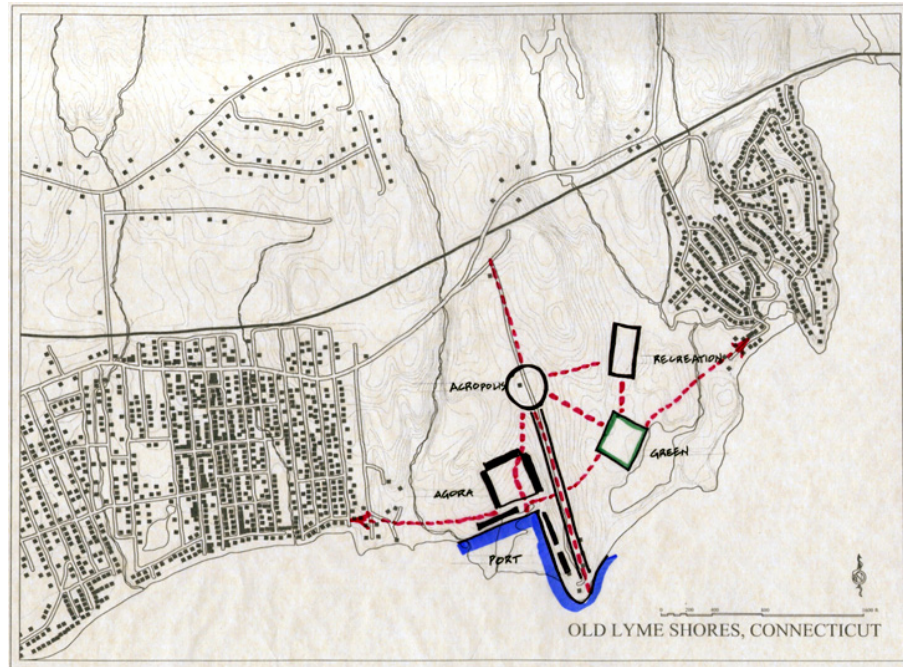 RECREATION
ACROPOLIS
GREEN
AGORA
PORT
OLD LYME SHORES, CONNECTICUT